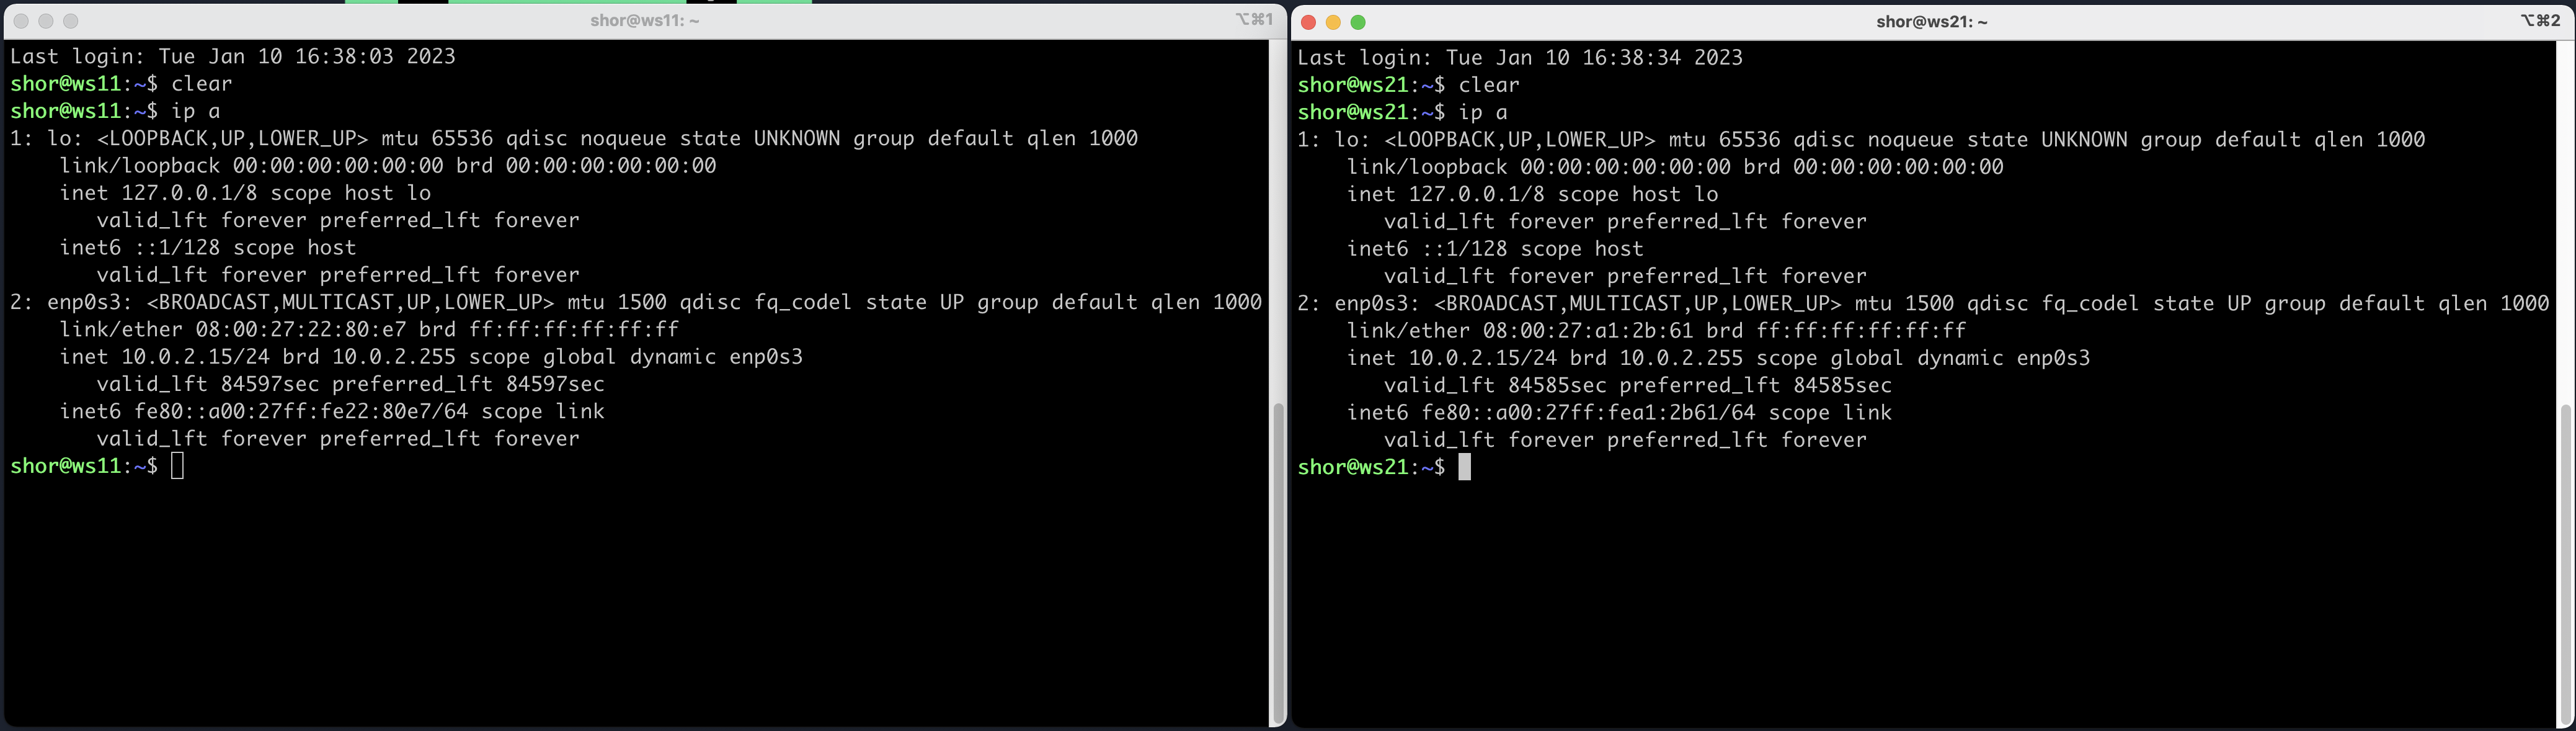 shor@ws11: ~
⌥⌘1
Last login: Tue Jan 10 16:38:03 2023
shor@ws11:~$ clear
shor@ws11:~$ ip a
1: lo: <LOOPBACK,UP,LOWER_UP> mtu 65536 qdisc noqueue state UNKNOWN group default qlen 1000
    link/loopback 00:00:00:00:00:00 brd 00:00:00:00:00:00
    inet 127.0.0.1/8 scope host lo
       valid_lft forever preferred_lft forever
    inet6 ::1/128 scope host
       valid_lft forever preferred_lft forever
2: enp0s3: <BROADCAST,MULTICAST,UP,LOWER_UP> mtu 1500 qdisc fq_codel state UP group default qlen 1000
    link/ether 08:00:27:22:80:e7 brd ff:ff:ff:ff:ff:ff
    inet 10.0.2.15/24 brd 10.0.2.255 scope global dynamic enp0s3
       valid_lft 84597sec preferred_lft 84597sec
    inet6 fe80::a00:27ff:fe22:80e7/64 scope link
       valid_lft forever preferred_lft forever
shor@ws11:~$
shor@ws21: ~
⌥⌘2
Last login: Tue Jan 10 16:38:34 2023
shor@ws21:~$ clear
shor@ws21:~$ ip a
1: lo: <LOOPBACK,UP,LOWER_UP> mtu 65536 qdisc noqueue state UNKNOWN group default qlen 1000
    link/loopback 00:00:00:00:00:00 brd 00:00:00:00:00:00
    inet 127.0.0.1/8 scope host lo
       valid_lft forever preferred_lft forever
    inet6 ::1/128 scope host
       valid_lft forever preferred_lft forever
2: enp0s3: <BROADCAST,MULTICAST,UP,LOWER_UP> mtu 1500 qdisc fq_codel state UP group default qlen 1000
    link/ether 08:00:27:a1:2b:61 brd ff:ff:ff:ff:ff:ff
    inet 10.0.2.15/24 brd 10.0.2.255 scope global dynamic enp0s3
       valid_lft 84585sec preferred_lft 84585sec
    inet6 fe80::a00:27ff:fea1:2b61/64 scope link
       valid_lft forever preferred_lft forever
shor@ws21:~$